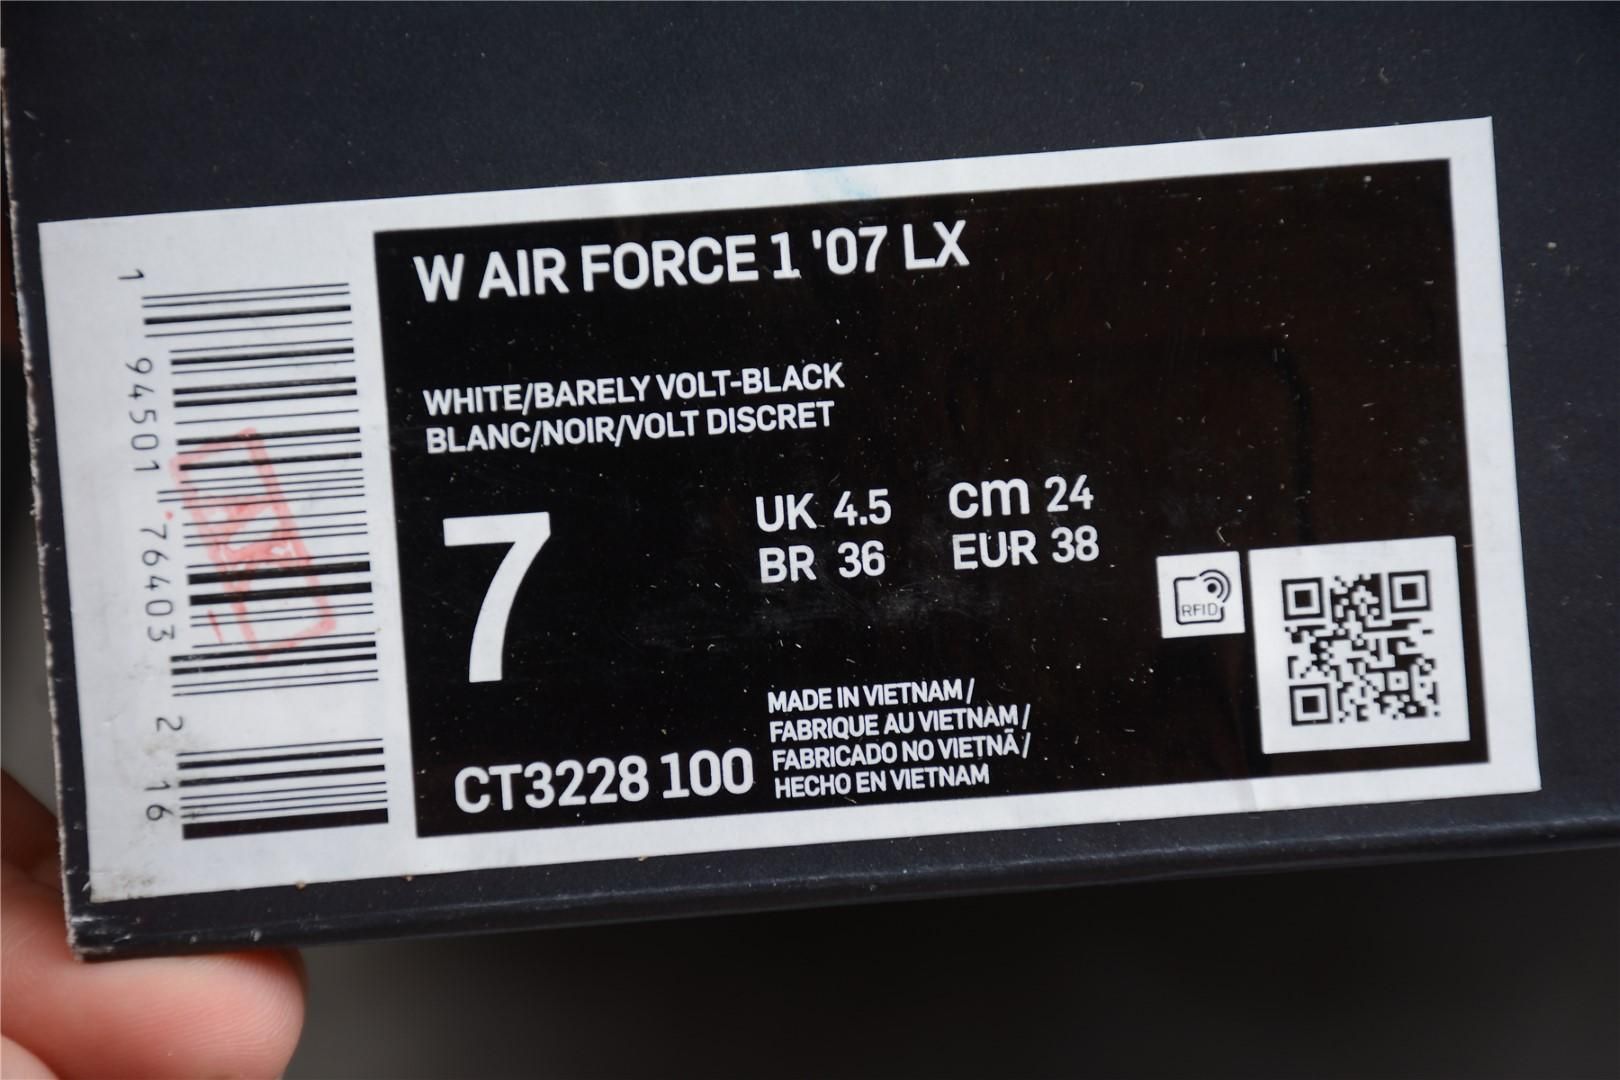 W AIR FORCE 1 '07 LX
WHITE/BARELY VOLT-BLACK
BLANC/NOIR/VOLT DISCRET
7
UK 4.5 cm 24
BR 36 EUR 38
RFID
MADE IN VIETNAM /
FABRIQUE AU VIETNAM /
FABRICADO NO VIETNÃ /
HECHO EN VIETNAM
CT3228 100
1 94501 76403 2 16